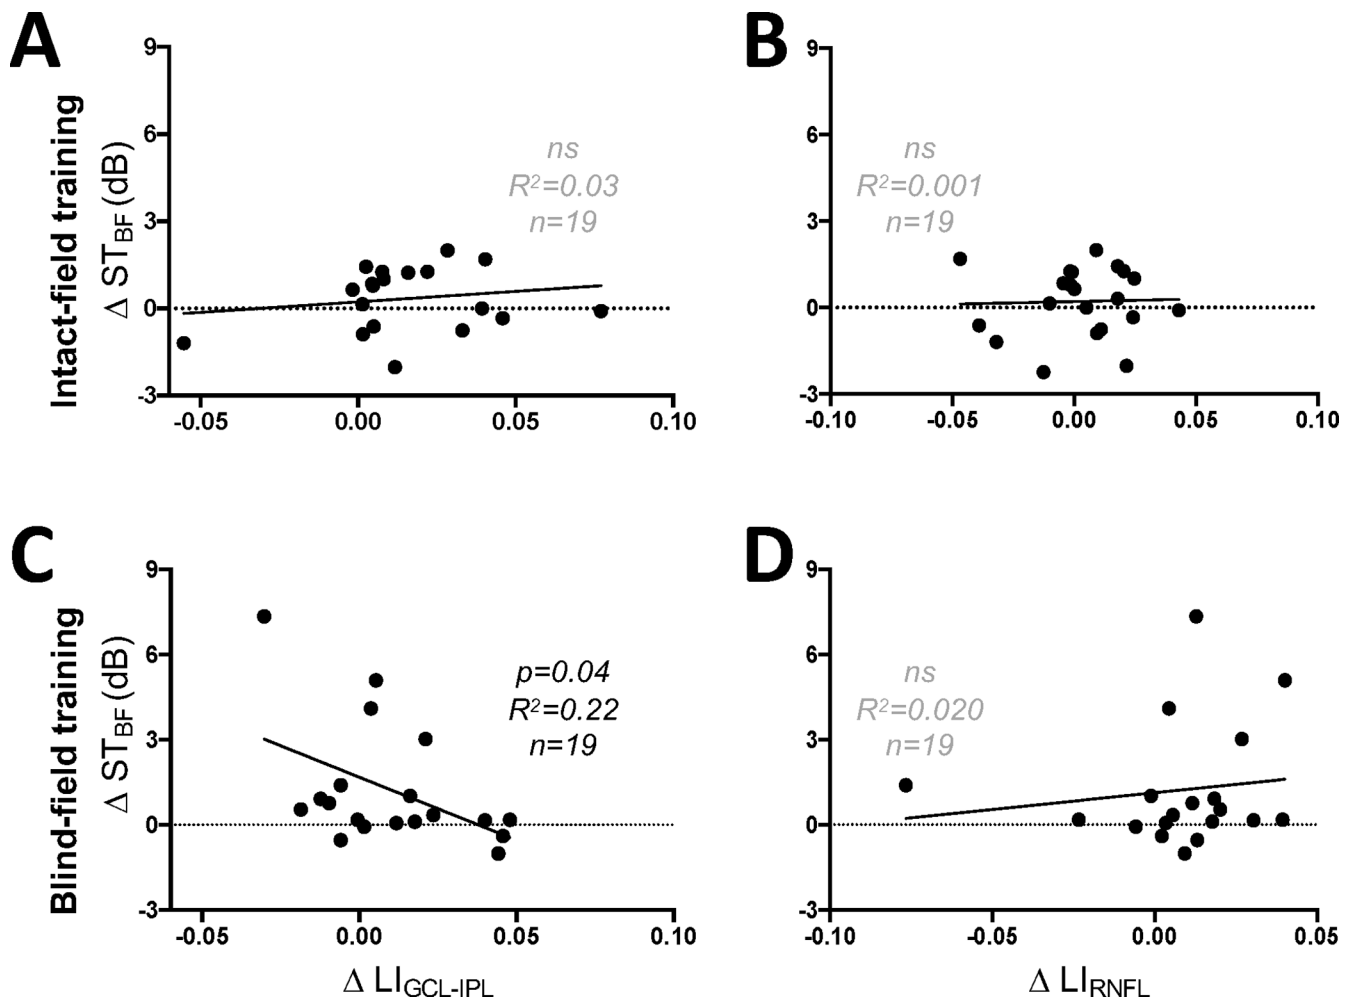 A
B
Intact-field training
Δ ST_BF (dB)
9
6
3
0
-3
ns
R²=0.03
n=19
-0.05
0.00
0.05
0.10
9
6
3
0
-3
ns
R²=0.001
n=19
-0.10
-0.05
0.00
0.05
0.10
C
D
Blind-field training
Δ ST_BF (dB)
9
6
3
0
-3
p=0.04
R²=0.22
n=19
-0.05
0.00
0.05
0.10
Δ LI_GCL-IPL
9
6
3
0
-3
ns
R²=0.020
n=19
-0.10
-0.05
0.00
0.05
Δ LI_RNFL